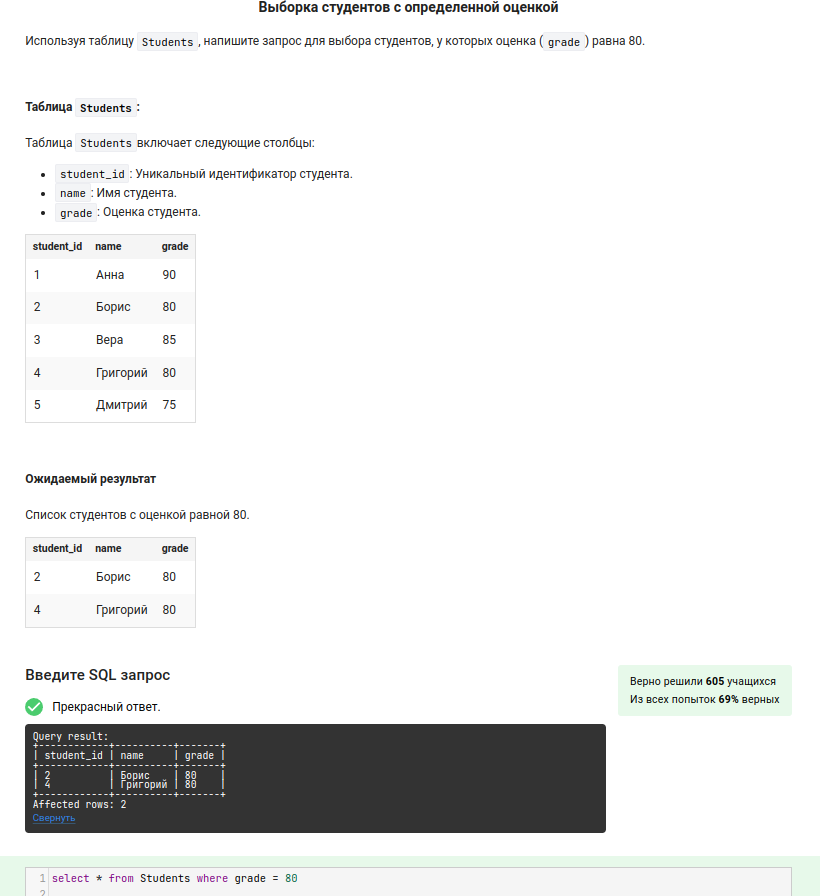 Выборка студентов с определенной оценкой
Используя таблицу Students, напишите запрос для выбора студентов, у которых оценка ( grade ) равна 80.
Таблица Students :
Таблица Students включает следующие столбцы:
• student_id : Уникальный идентификатор студента.
• name : Имя студента.
• grade : Оценка студента.
student_id name grade
1 Анна 90
2 Борис 80
3 Вера 85
4 Григорий 80
5 Дмитрий 75
Ожидаемый результат
Список студентов с оценкой равной 80.
student_id name grade
2 Борис 80
4 Григорий 80
Введите SQL запрос
Верно решили 605 учащихся
Из всех попыток 69% верных
Прекрасный ответ.
Query result:
+------------+----------+-------+
| student_id | name     | grade |
+------------+----------+-------+
| 2          | Борис    | 80    |
| 4          | Григорий | 80    |
+------------+----------+-------+
Affected rows: 2
Свернуть
1 select * from Students where grade = 80
2